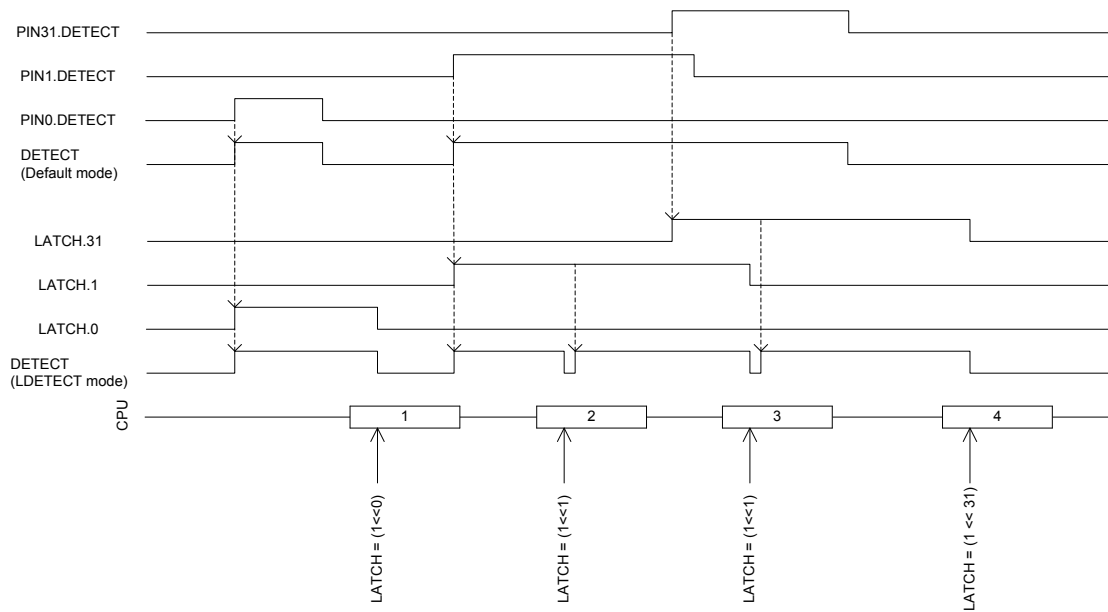 PIN31.DETECT
PIN1.DETECT
PIN0.DETECT
DETECT
(Default mode)
LATCH.31
LATCH.1
LATCH.0
DETECT
(LDETECT mode)
CPU
1
2
3
4
LATCH = (1<<0)
LATCH = (1<<1)
LATCH = (1<<1)
LATCH = (1 << 31)